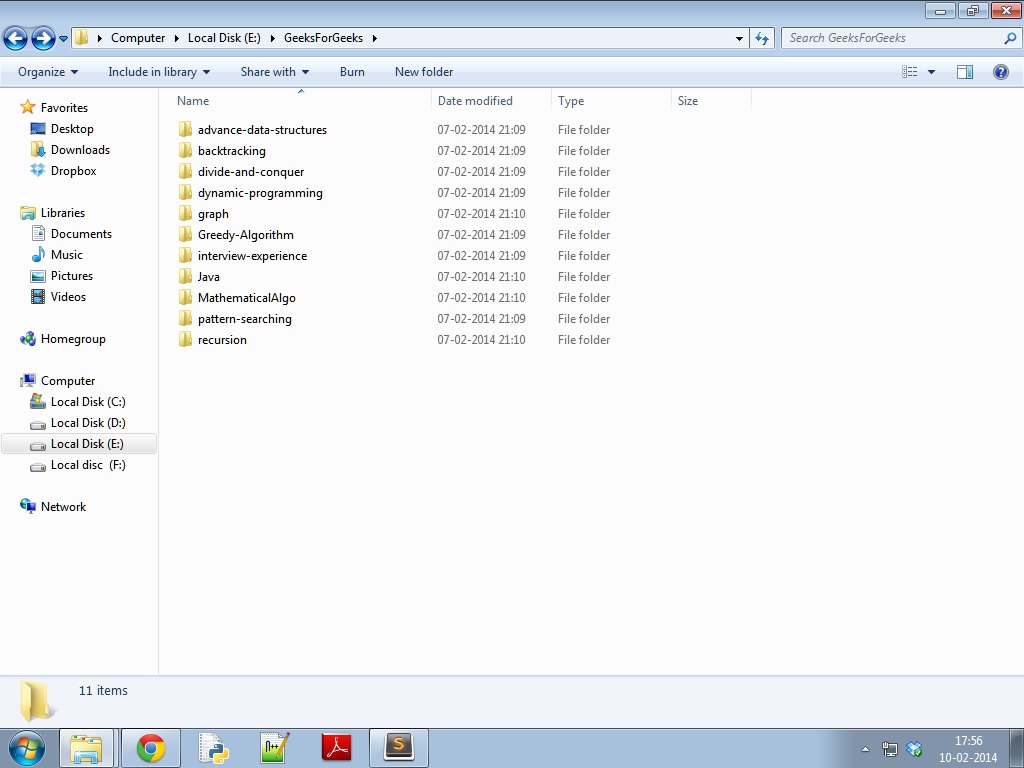 Computer Local Disk (E:) GeeksForGeeks Search GeeksForGeeks
Organize Include in library Share with Burn New folder
Favorites
Desktop
Downloads
Dropbox
Libraries
Documents
Music
Pictures
Videos
Homegroup
Computer
Local Disk (C:)
Local Disk (D:)
Local Disk (E:)
Local disc (F:)
Network
Name Date modified Type Size
advance-data-structures 07-02-2014 21:09 File folder
backtracking 07-02-2014 21:09 File folder
divide-and-conquer 07-02-2014 21:09 File folder
dynamic-programming 07-02-2014 21:09 File folder
graph 07-02-2014 21:10 File folder
Greedy-Algorithm 07-02-2014 21:09 File folder
interview-experience 07-02-2014 21:09 File folder
Java 07-02-2014 21:10 File folder
MathematicalAlgo 07-02-2014 21:10 File folder
pattern-searching 07-02-2014 21:09 File folder
recursion 07-02-2014 21:10 File folder
11 items
n++
S
17:56
10-02-2014